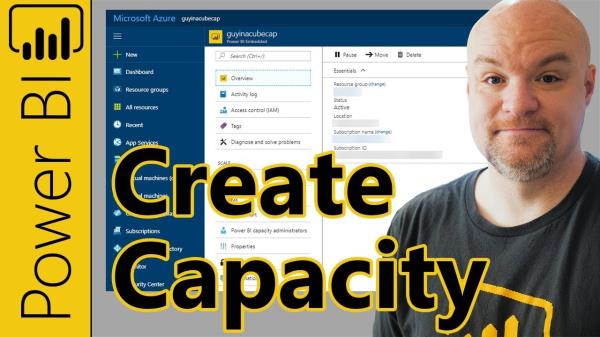 Power BI
Microsoft Azure guyinacubecap
guyinacubecap
Power BI Embedded
New
Dashboard
Resource groups
All resources
Recent
App Services
Subscriptions
Search (Ctrl+/)
Overview
Activity log
Access control (IAM)
Tags
Diagnose and solve problems
SCALE
Power BI capacity administrators
Properties
Pause Move Delete
Essentials
Resource group (change)
Status
Active
Location
Subscription name (change)
Subscription ID
Create
Capacity